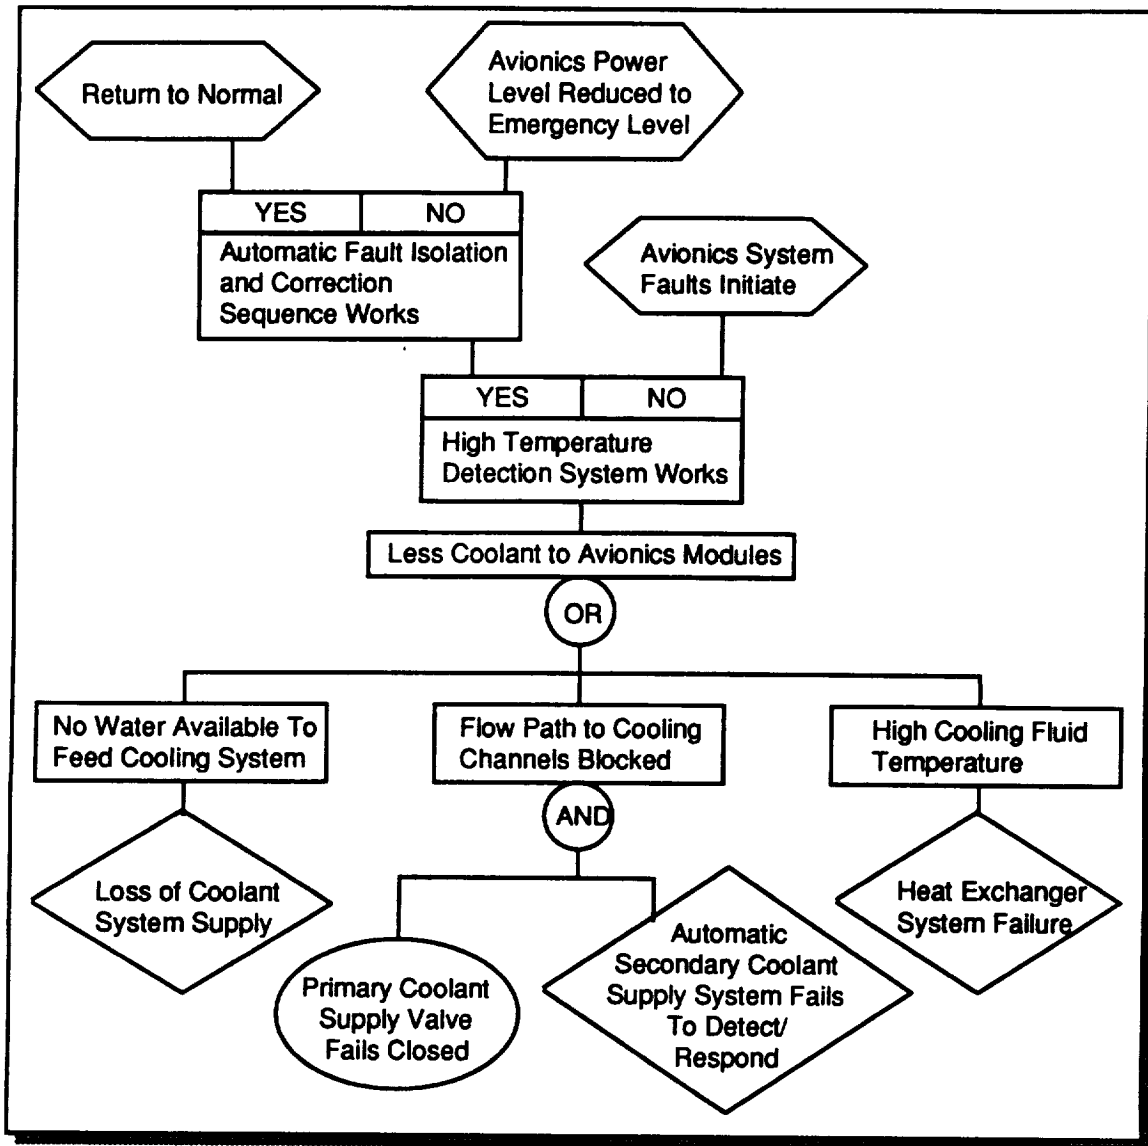 Return to Normal
Avionics Power
Level Reduced to
Emergency Level
YES
NO
Automatic Fault Isolation
and Correction
Sequence Works
Avionics System
Faults Initiate
YES
NO
High Temperature
Detection System Works
Less Coolant to Avionics Modules
OR
No Water Available To
Feed Cooling System
Flow Path to Cooling
Channels Blocked
High Cooling Fluid
Temperature
AND
Loss of Coolant
System Supply
Primary Coolant
Supply Valve
Fails Closed
Automatic
Secondary Coolant
Supply System Fails
To Detect/
Respond
Heat Exchanger
System Failure